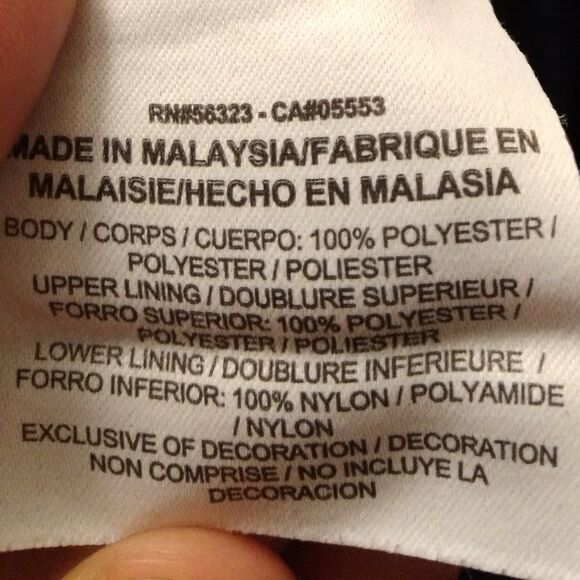 RN#56323 - CA#05553
MADE IN MALAYSIA/FABRIQUE EN
MALAISIE/HECHO EN MALASIA
BODY / CORPS / CUERPO: 100% POLYESTER /
POLYESTER / POLIESTER
UPPER LINING / DOUBLURE SUPERIEUR /
FORRO SUPERIOR: 100% POLYESTER /
POLYESTER / POLIESTER
LOWER LINING / DOUBLURE INFERIEURE /
FORRO INFERIOR: 100% NYLON / POLYAMIDE
/ NYLON
EXCLUSIVE OF DECORATION / DECORATION
NON COMPRISE / NO INCLUYE LA
DECORACION